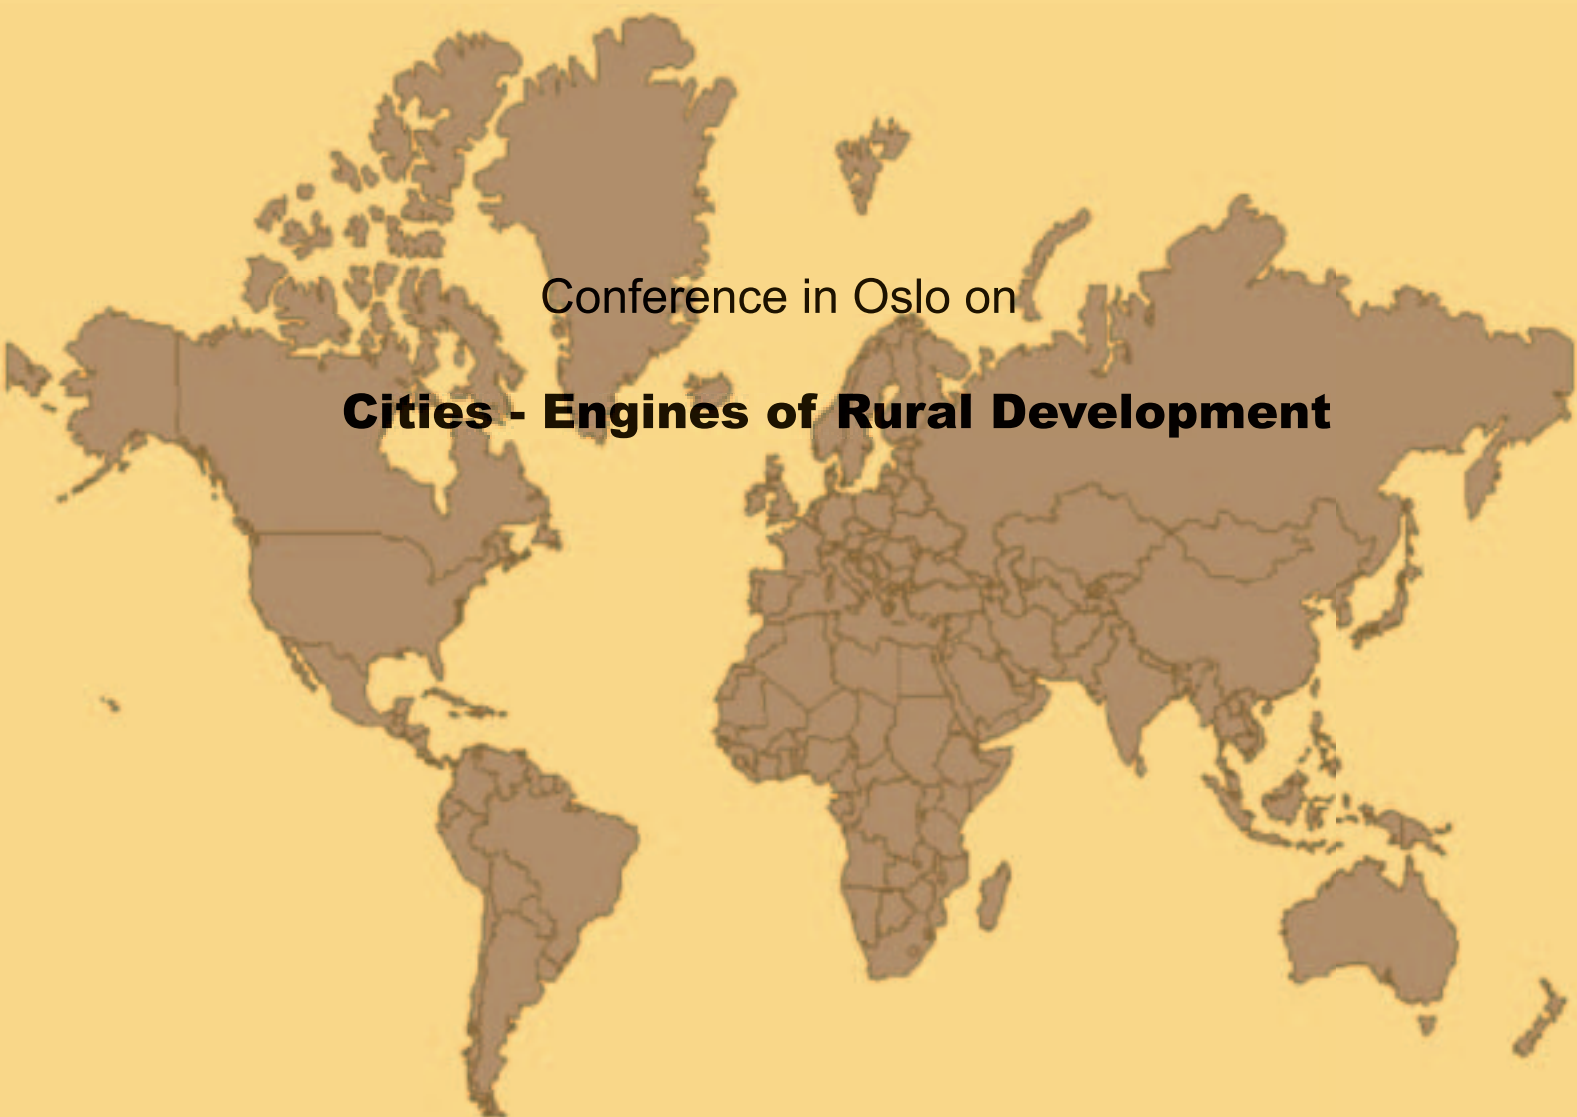 Conference in Oslo on
Cities - Engines of Rural Development